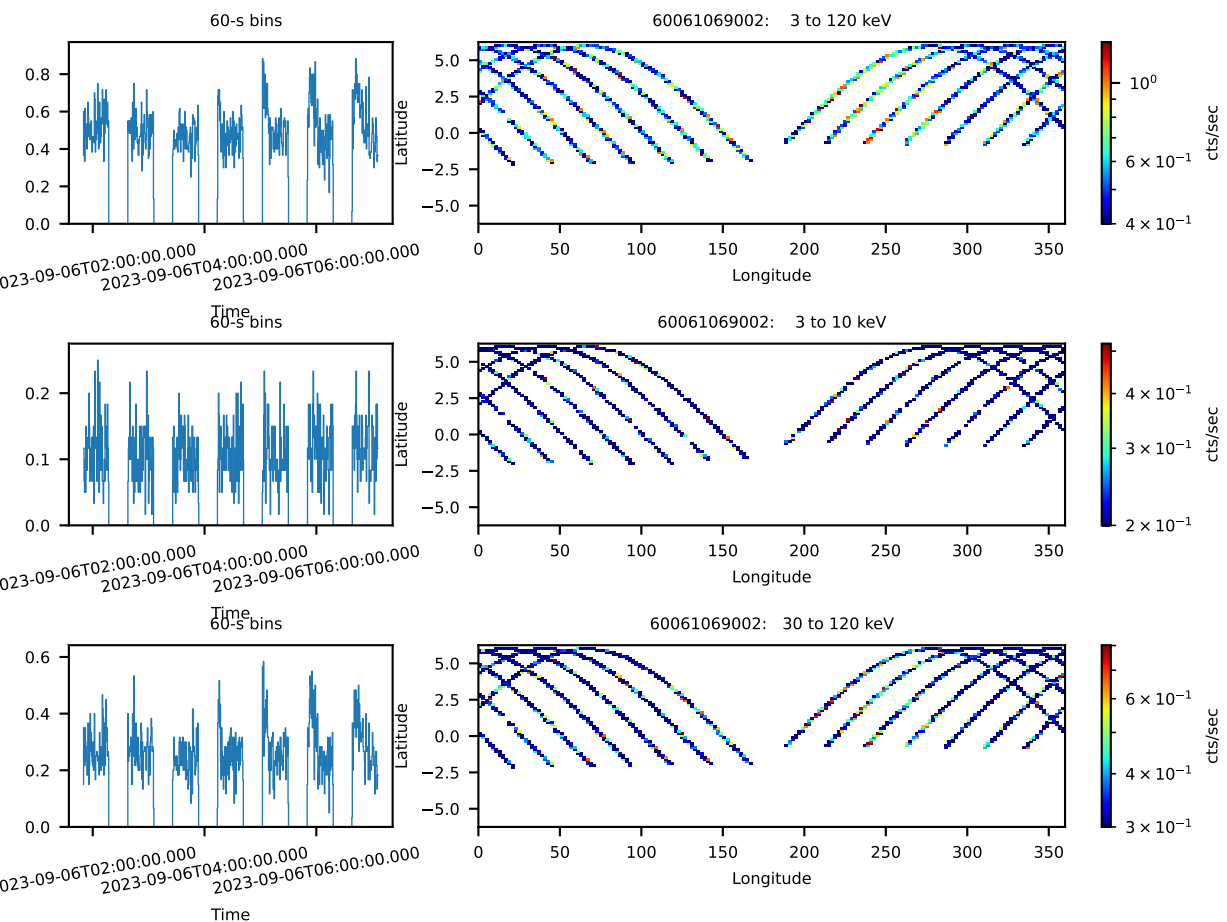 60-s bins
60061069002: 3 to 120 keV
0.8
0.6
0.4
0.2
0.0
Latitude
5.0
2.5
0.0
−2.5
−5.0
10⁰
6 × 10⁻¹
4 × 10⁻¹
cts/sec
0 50 100 150 200 250 300 350
Longitude
023-09-06T02:00:00.000
2023-09-06T04:00:00.000
2023-09-06T06:00:00.000
Time
60-s bins
60061069002: 3 to 10 keV
0.2
0.1
0.0
Latitude
5.0
2.5
0.0
−2.5
−5.0
4 × 10⁻¹
3 × 10⁻¹
2 × 10⁻¹
cts/sec
0 50 100 150 200 250 300 350
Longitude
023-09-06T02:00:00.000
2023-09-06T04:00:00.000
2023-09-06T06:00:00.000
Time
60-s bins
60061069002: 30 to 120 keV
0.6
0.4
0.2
0.0
Latitude
5.0
2.5
0.0
−2.5
−5.0
6 × 10⁻¹
4 × 10⁻¹
3 × 10⁻¹
cts/sec
0 50 100 150 200 250 300 350
Longitude
023-09-06T02:00:00.000
2023-09-06T04:00:00.000
2023-09-06T06:00:00.000
Time